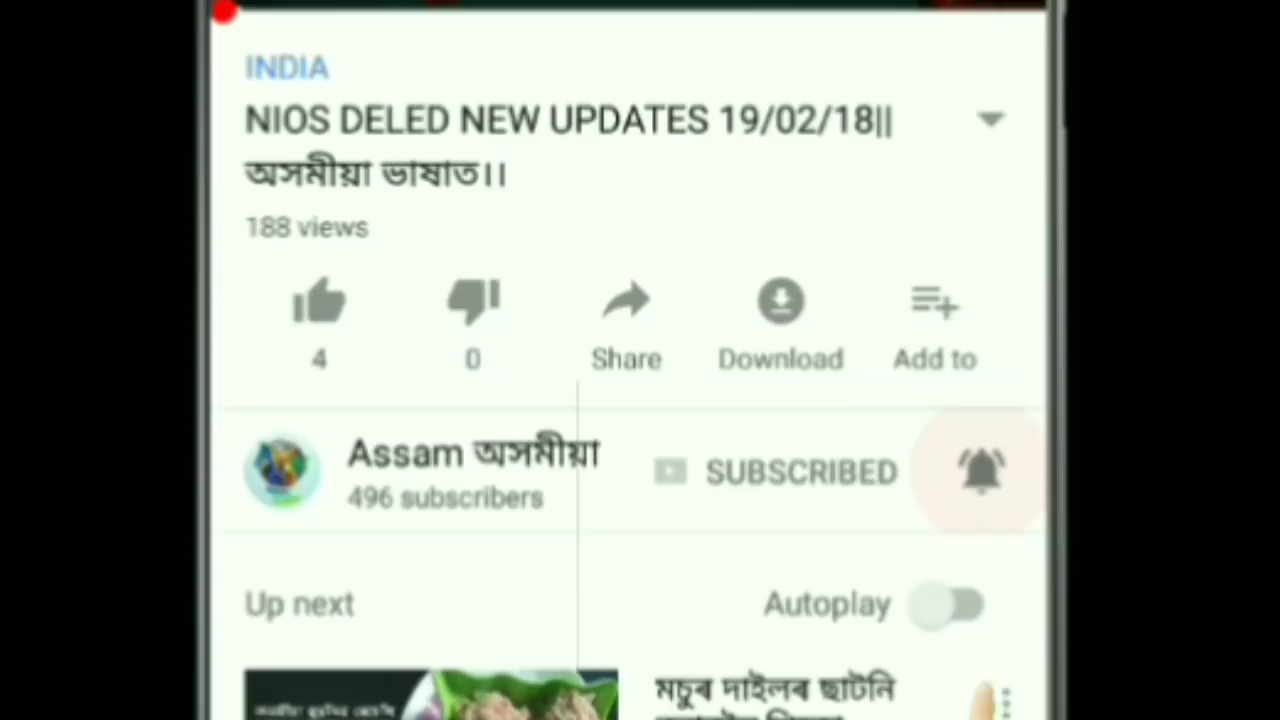 INDIA
NIOS DELED NEW UPDATES 19/02/18||
অসমীয়া ভাষাত।।
188 views
4
0
Share
Download
Add to
Assam অসমীয়া
496 subscribers
SUBSCRIBED
Up next
Autoplay
মচুৰ দাইলৰ ছাটনি